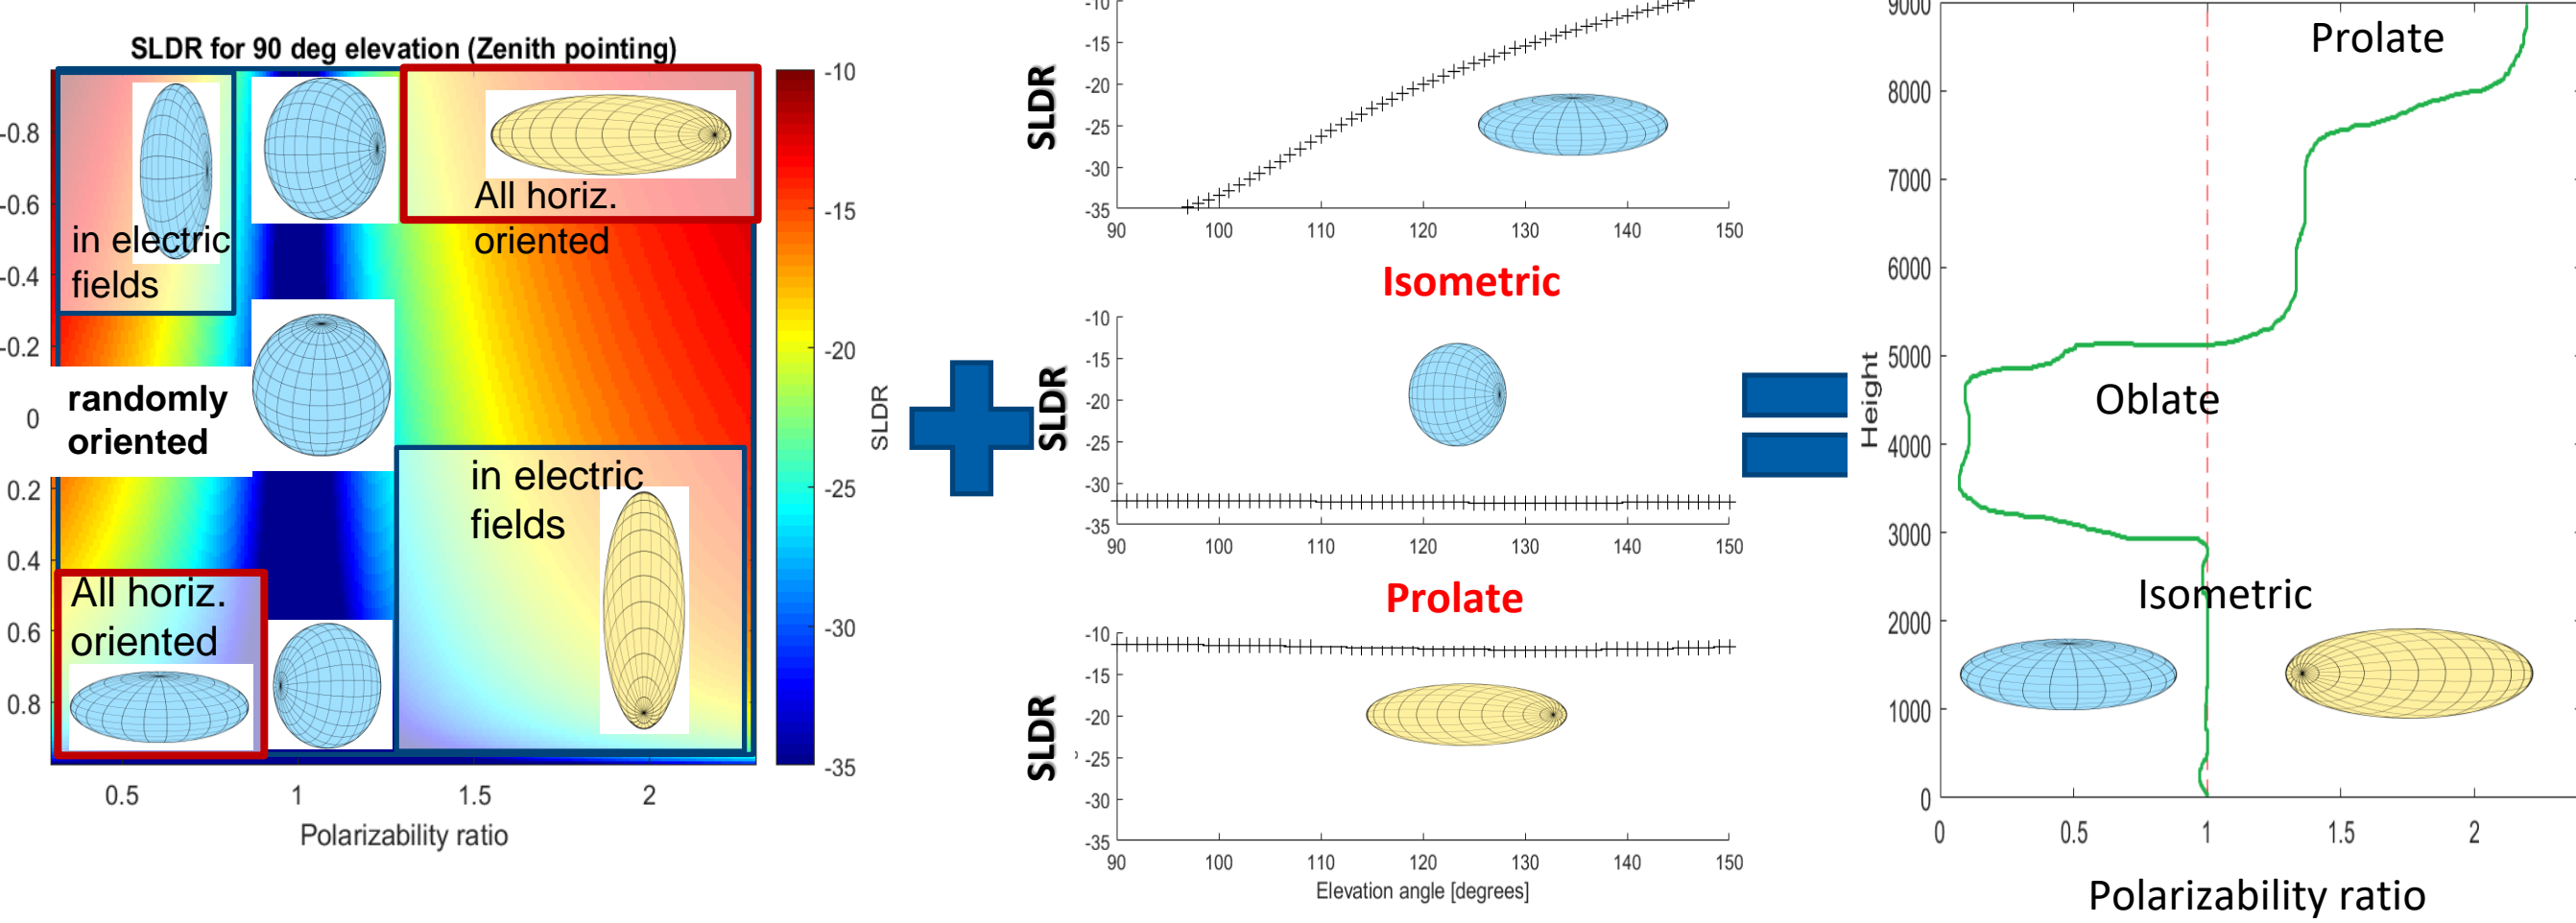 SLDR for 90 deg elevation (Zenith pointing)
-0.8
-0.6
-0.4
-0.2
0
0.2
0.4
0.6
0.8
in electric
fields
All horiz.
oriented
randomly
oriented
in electric
fields
All horiz.
oriented
0.5 1 1.5 2
Polarizability ratio
-10
-15
-20
-25
-30
-35
SLDR
-10
-15
-20
-25
-30
-35
SLDR
90 100 110 120 130 140 150
Isometric
-10
-15
-20
-25
-30
-35
SLDR
90 100 110 120 130 140 150
Prolate
-10
-15
-20
-25
-30
-35
SLDR
90 100 110 120 130 140 150
Elevation angle [degrees]
9000
8000
7000
6000
5000
4000
3000
2000
1000
0
Height
Prolate
Oblate
Isometric
0 0.5 1 1.5 2
Polarizability ratio